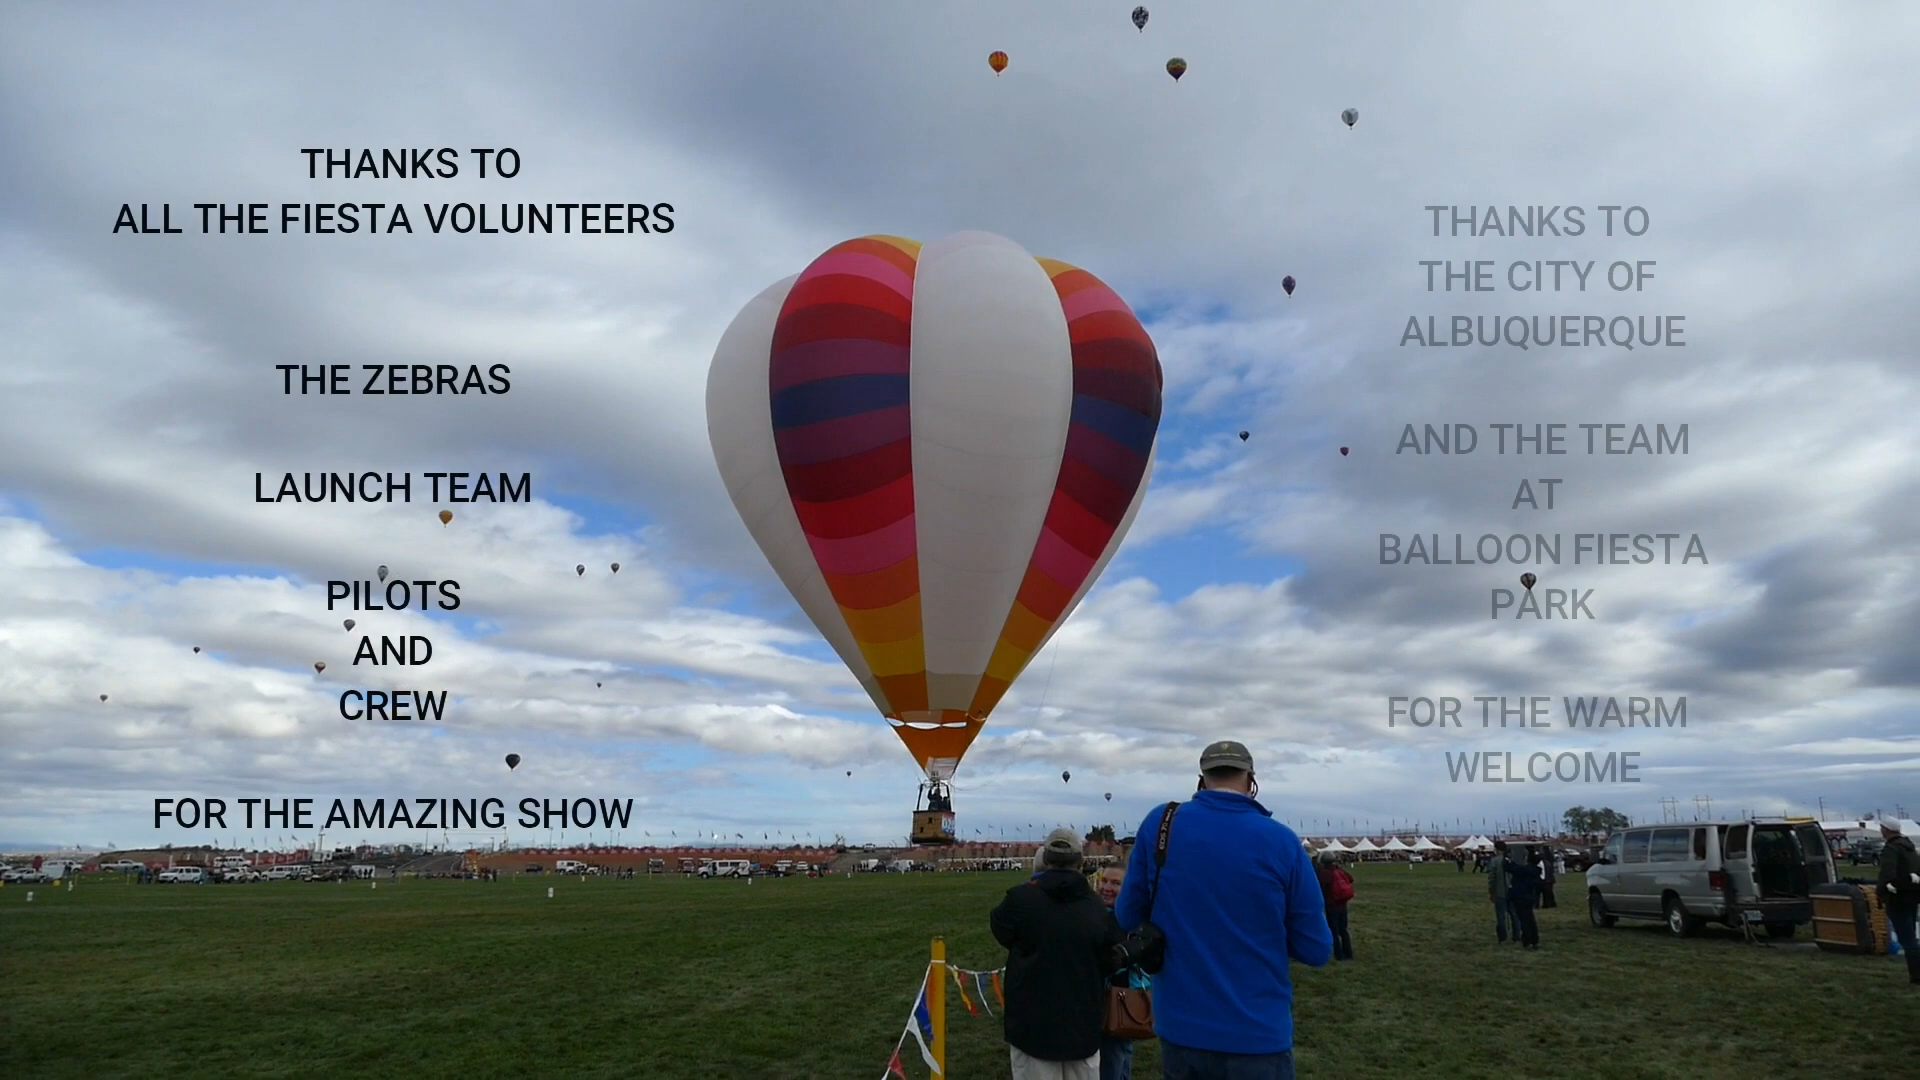 THANKS TO
ALL THE FIESTA VOLUNTEERS
THE ZEBRAS
LAUNCH TEAM
PILOTS
AND
CREW
FOR THE AMAZING SHOW
THANKS TO
THE CITY OF
ALBUQUERQUE
AND THE TEAM
AT
BALLOON FIESTA
PARK
FOR THE WARM
WELCOME